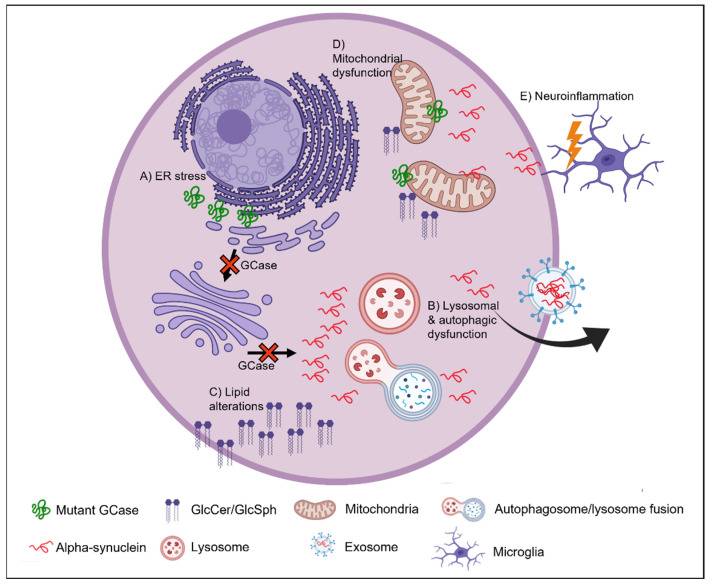 D)
Mitochondrial
dysfunction
E) Neuroinflammation
A) ER stress
GCase
B) Lysosomal
& autophagic
dysfunction
GCase
C) Lipid
alterations
Mutant GCase
GlcCer/GlcSph
Mitochondria
Autophagosome/lysosome fusion
Alpha-synuclein
Lysosome
Exosome
Microglia